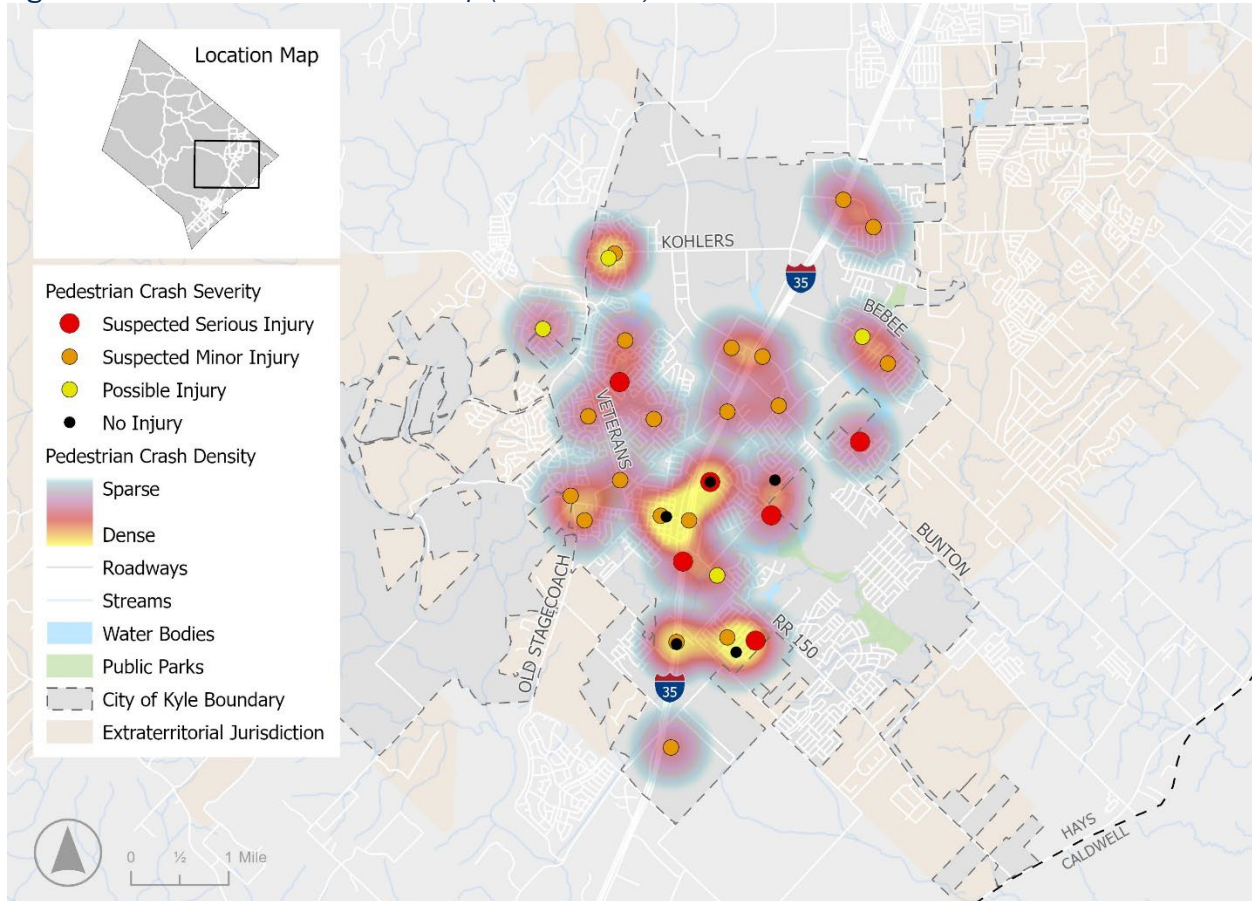 Location Map
Pedestrian Crash Severity
Suspected Serious Injury
Suspected Minor Injury
Possible Injury
No Injury
Pedestrian Crash Density
Sparse
Dense
Roadways
Streams
Water Bodies
Public Parks
City of Kyle Boundary
Extraterritorial Jurisdiction
0 ½ 1 Mile
KOHLERS
35
BEBEE
VETERANS
BUNTON
OLD STAGECOACH
RR 150
35
HAYS
CALDWELL